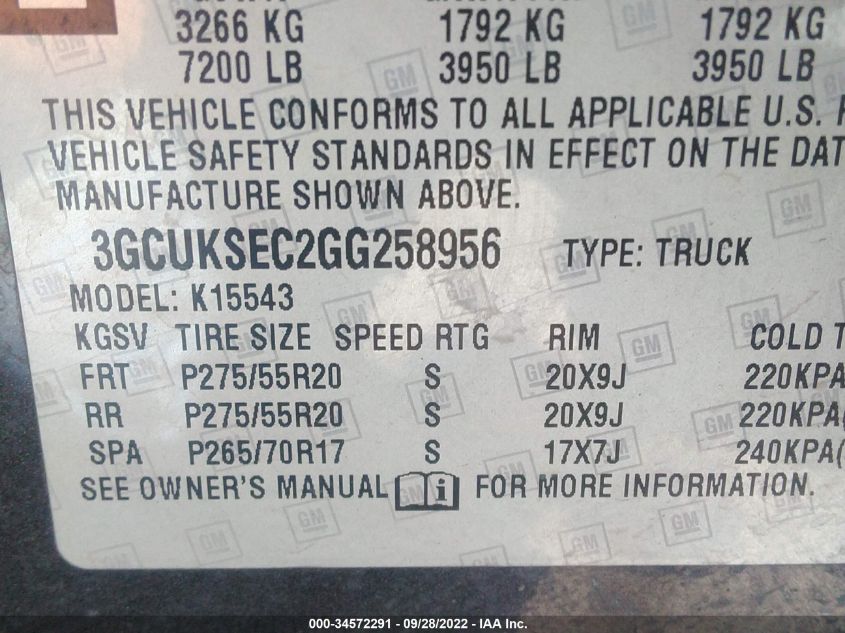 3266 KG 1792 KG 1792 KG
7200 LB 3950 LB 3950 LB
THIS VEHICLE CONFORMS TO ALL APPLICABLE U.S. F
VEHICLE SAFETY STANDARDS IN EFFECT ON THE DAT
MANUFACTURE SHOWN ABOVE.
3GCUKSEC2GG258956 TYPE: TRUCK
MODEL: K15543
KGSV TIRE SIZE SPEED RTG RIM COLD T
FRT P275/55R20 S 20X9J 220KPA
RR P275/55R20 S 20X9J 220KPA(
SPA P265/70R17 S 17X7J 240KPA(
SEE OWNER'S MANUAL i FOR MORE INFORMATION.
GM
000-34572291 - 09/28/2022 - IAA Inc.